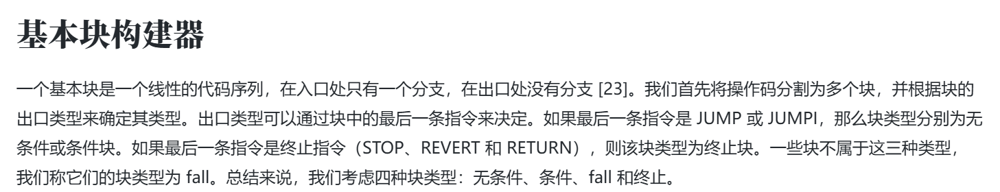 基本块构建器
一个基本块是一个线性的代码序列，在入口处只有一个分支，在出口处没有分支 [23]。我们首先将操作码分割为多个块，并根据块的
出口类型来确定其类型。出口类型可以通过块中的最后一条指令来决定。如果最后一条指令是 JUMP 或 JUMPI，那么块类型分别为无
条件或条件块。如果最后一条指令是终止指令（STOP、REVERT 和 RETURN），则该块类型为终止块。一些块不属于这三种类型，
我们称它们的块类型为 fall。总结来说，我们考虑四种块类型：无条件、条件、fall 和终止。